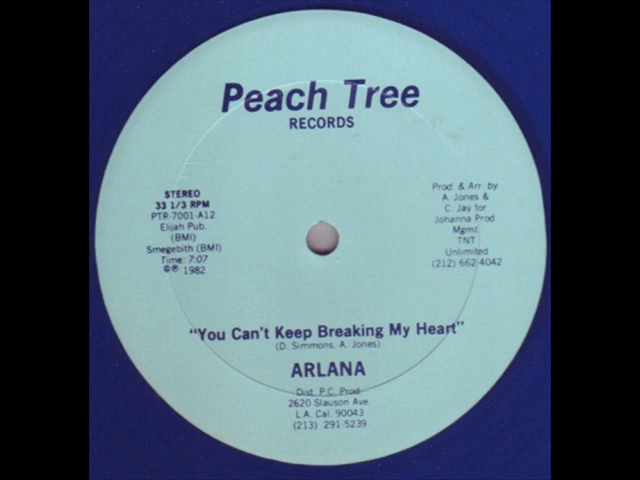 Peach Tree
RECORDS
STEREO
33 1/3 RPM
PTR-7001-A12
Elijah Pub.
(BMI)
Smegebith (BMI)
Time: 7:07
©℗ 1982
Prod. & Arr. by
A. Jones &
C. Jay for
Johanna Prod
Mgmt.
TNT
Unlimited
(212) 662-4042
"You Can't Keep Breaking My Heart"
(D. Simmons, A. Jones)
ARLANA
Dist. P.C. Prod.
2620 Slauson Ave.
L.A. Cal. 90043
(213) 291-5239